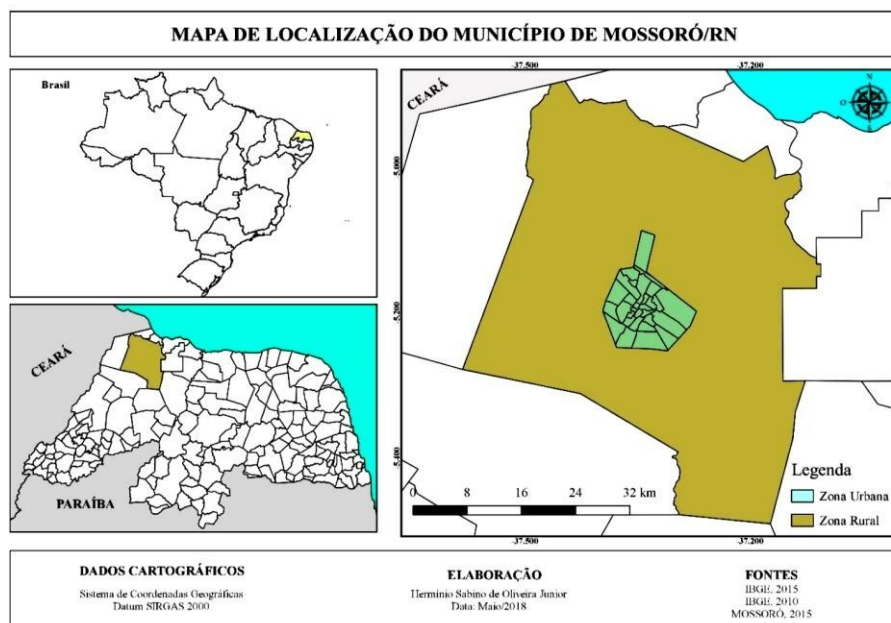 MAPA DE LOCALIZAÇÃO DO MUNICÍPIO DE MOSSORÓ/RN
Brasil
CEARÁ
PARAÍBA
-37.500
-37.200
CEARÁ
N
O
E
S
5.000
5.200
5.400
0 8 16 24 32 km
Legenda
Zona Urbana
Zona Rural
-37.500
-37.200
DADOS CARTOGRÁFICOS
Sistema de Coordenadas Geográficas
Datum SIRGAS 2000
ELABORAÇÃO
Hermínio Sabino de Oliveira Junior
Data: Maio/2018
FONTES
IBGE, 2015
IBGE, 2010
MOSSORÓ, 2015